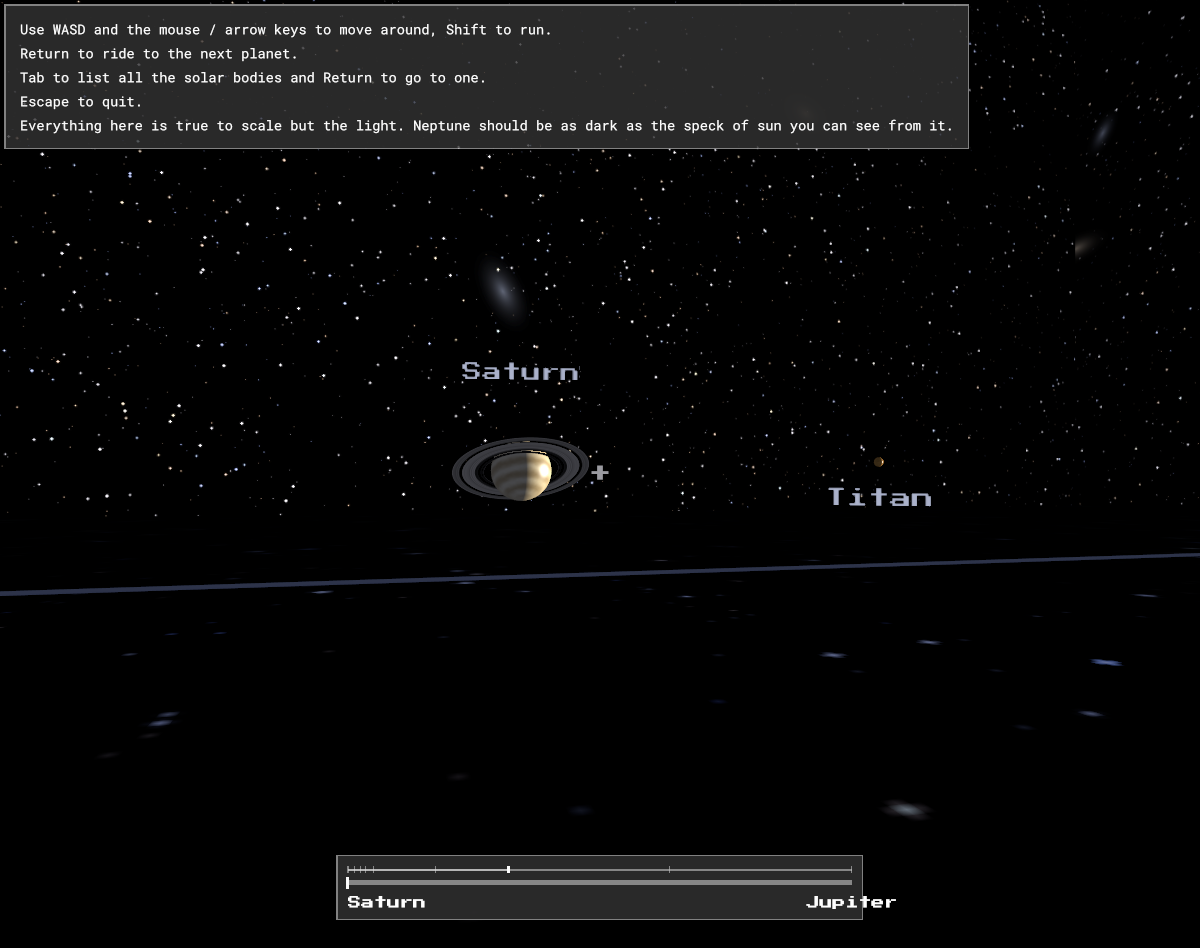 Use WASD and the mouse / arrow keys to move around, Shift to run.
Return to ride to the next planet.
Tab to list all the solar bodies and Return to go to one.
Escape to quit.
Everything here is true to scale but the light. Neptune should be as dark as the speck of sun you can see from it.
Saturn
Titan
Saturn Jupiter